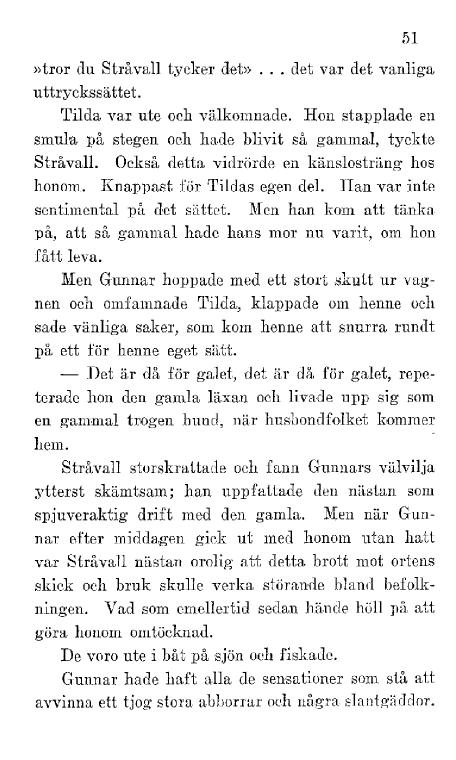 51
»tror du Stråvall tycker det» . . . det var det vanliga
uttryckssättet.
Tilda var ute och välkomnade. Hon stapplade en
smula på stegen och hade blivit så gammal, tyckte
Stråvall. Också detta vidrörde en känslosträng hos
honom. Knappast för Tildas egen del. Han var inte
sentimental på det sättet. Men han kom att tänka
på, att så gammal hade hans mor nu varit, om hon
fått leva.
Men Gunnar hoppade med ett stort skutt ur vag-
nen och omfamnade Tilda, klappade om henne och
sade vänliga saker, som kom henne att snurra rundt
på ett för henne eget sätt.
— Det är då för galet, det är då för galet, repe-
terade hon den gamla läxan och livade upp sig som
en gammal trogen hund, när husbondfolket kommer
hem.
Stråvall storskrattade och fann Gunnars välvilja
ytterst skämtsam; han uppfattade den nästan som
spjuveraktig drift med den gamla. Men när Gun-
nar efter middagen gick ut med honom utan hatt
var Stråvall nästan orolig att detta brott mot ortens
skick och bruk skulle verka störande bland befolk-
ningen. Vad som emellertid sedan hände höll på att
göra honom omtöcknad.
De voro ute i båt på sjön och fiskade.
Gunnar hade haft alla de sensationer som stå att
avvinna ett tjog stora abborrar och några slantgäddor.